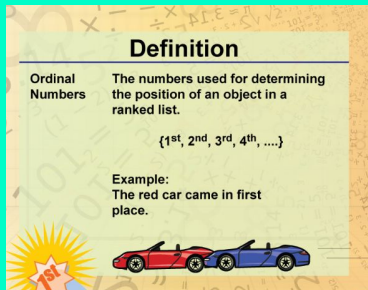 Definition
Ordinal
Numbers
The numbers used for determining
the position of an object in a
ranked list.
{1st, 2nd, 3rd, 4th, ....}
Example:
The red car came in first
place.
1ST